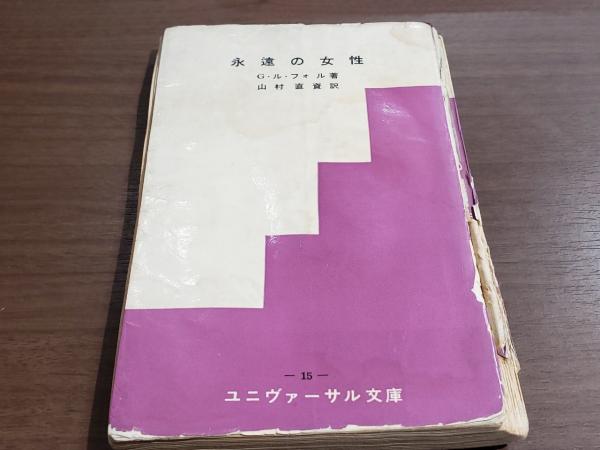 永遠の女性
G・ル・フォル著
山村直資訳
— 15 —
ユニヴァーサル文庫